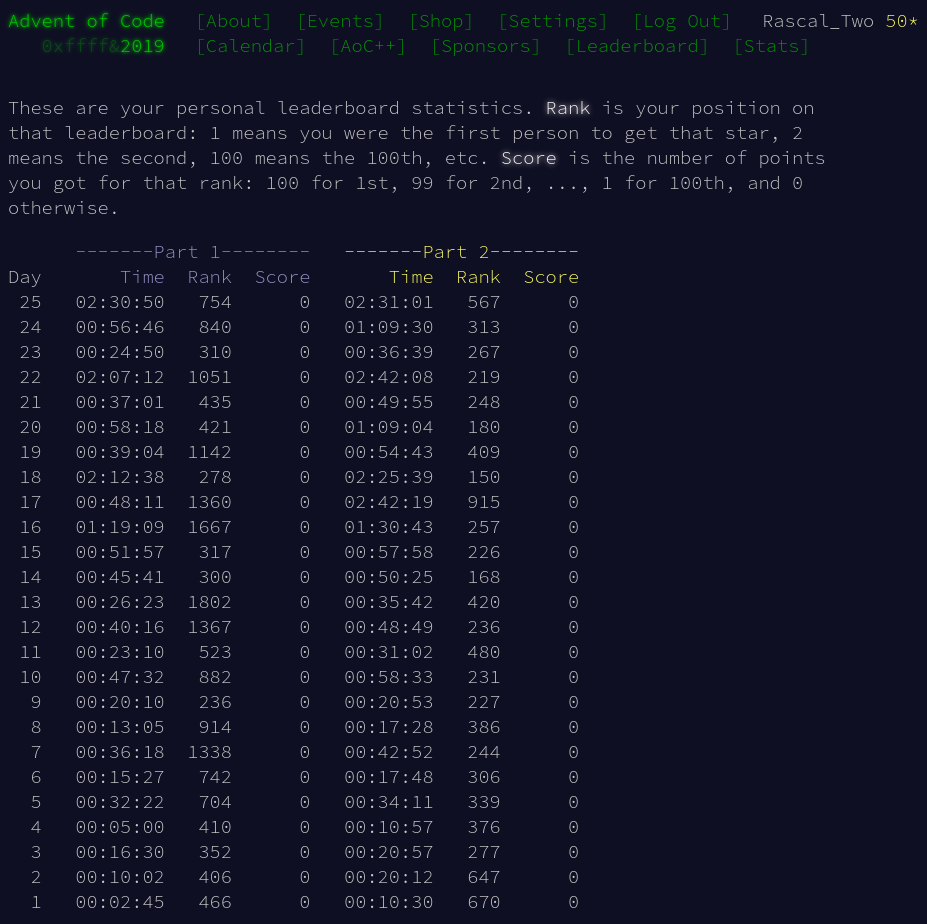 Advent of Code [About] [Events] [Shop] [Settings] [Log Out] Rascal_Two 50*
0xffff&2019 [Calendar] [AoC++] [Sponsors] [Leaderboard] [Stats]
These are your personal leaderboard statistics. Rank is your position on
that leaderboard: 1 means you were the first person to get that star, 2
means the second, 100 means the 100th, etc. Score is the number of points
you got for that rank: 100 for 1st, 99 for 2nd, ..., 1 for 100th, and 0
otherwise.
-------Part 1-------- -------Part 2--------
Day Time Rank Score Time Rank Score
25 02:30:50 754 0 02:31:01 567 0
24 00:56:46 840 0 01:09:30 313 0
23 00:24:50 310 0 00:36:39 267 0
22 02:07:12 1051 0 02:42:08 219 0
21 00:37:01 435 0 00:49:55 248 0
20 00:58:18 421 0 01:09:04 180 0
19 00:39:04 1142 0 00:54:43 409 0
18 02:12:38 278 0 02:25:39 150 0
17 00:48:11 1360 0 02:42:19 915 0
16 01:19:09 1667 0 01:30:43 257 0
15 00:51:57 317 0 00:57:58 226 0
14 00:45:41 300 0 00:50:25 168 0
13 00:26:23 1802 0 00:35:42 420 0
12 00:40:16 1367 0 00:48:49 236 0
11 00:23:10 523 0 00:31:02 480 0
10 00:47:32 882 0 00:58:33 231 0
9 00:20:10 236 0 00:20:53 227 0
8 00:13:05 914 0 00:17:28 386 0
7 00:36:18 1338 0 00:42:52 244 0
6 00:15:27 742 0 00:17:48 306 0
5 00:32:22 704 0 00:34:11 339 0
4 00:05:00 410 0 00:10:57 376 0
3 00:16:30 352 0 00:20:57 277 0
2 00:10:02 406 0 00:20:12 647 0
1 00:02:45 466 0 00:10:30 670 0